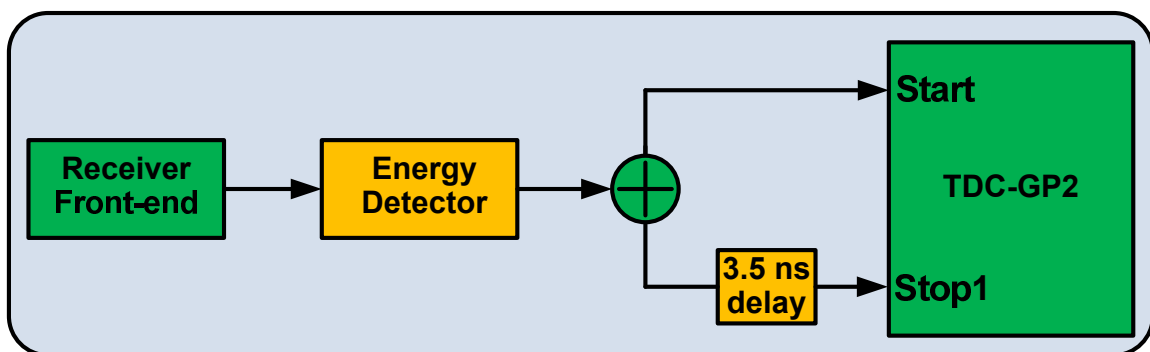 Receiver
Front-end
Energy
Detector
Start
TDC-GP2
3.5 ns
delay
Stop1